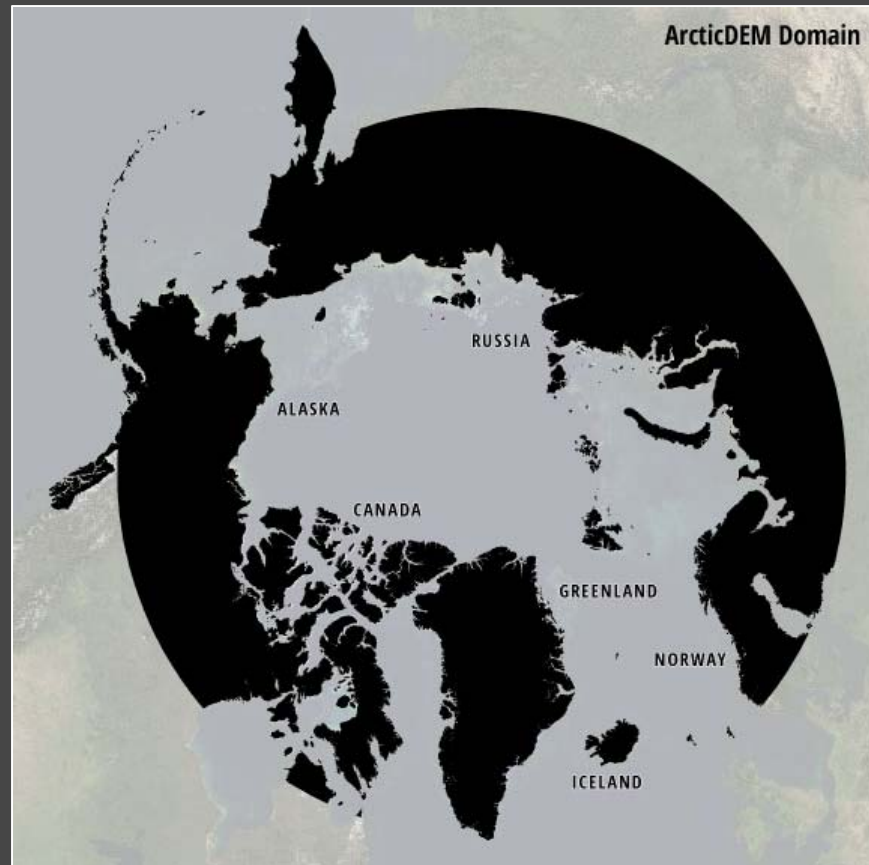 ArcticDEM Domain
RUSSIA
ALASKA
CANADA
GREENLAND
NORWAY
ICELAND